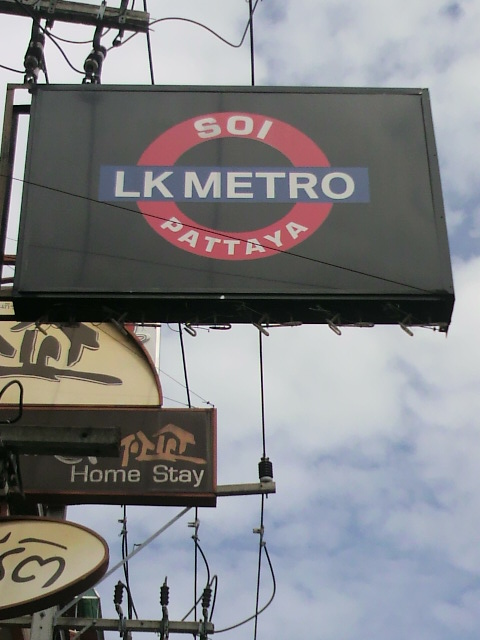 SOI
LK METRO
PATTAYA
Home Stay